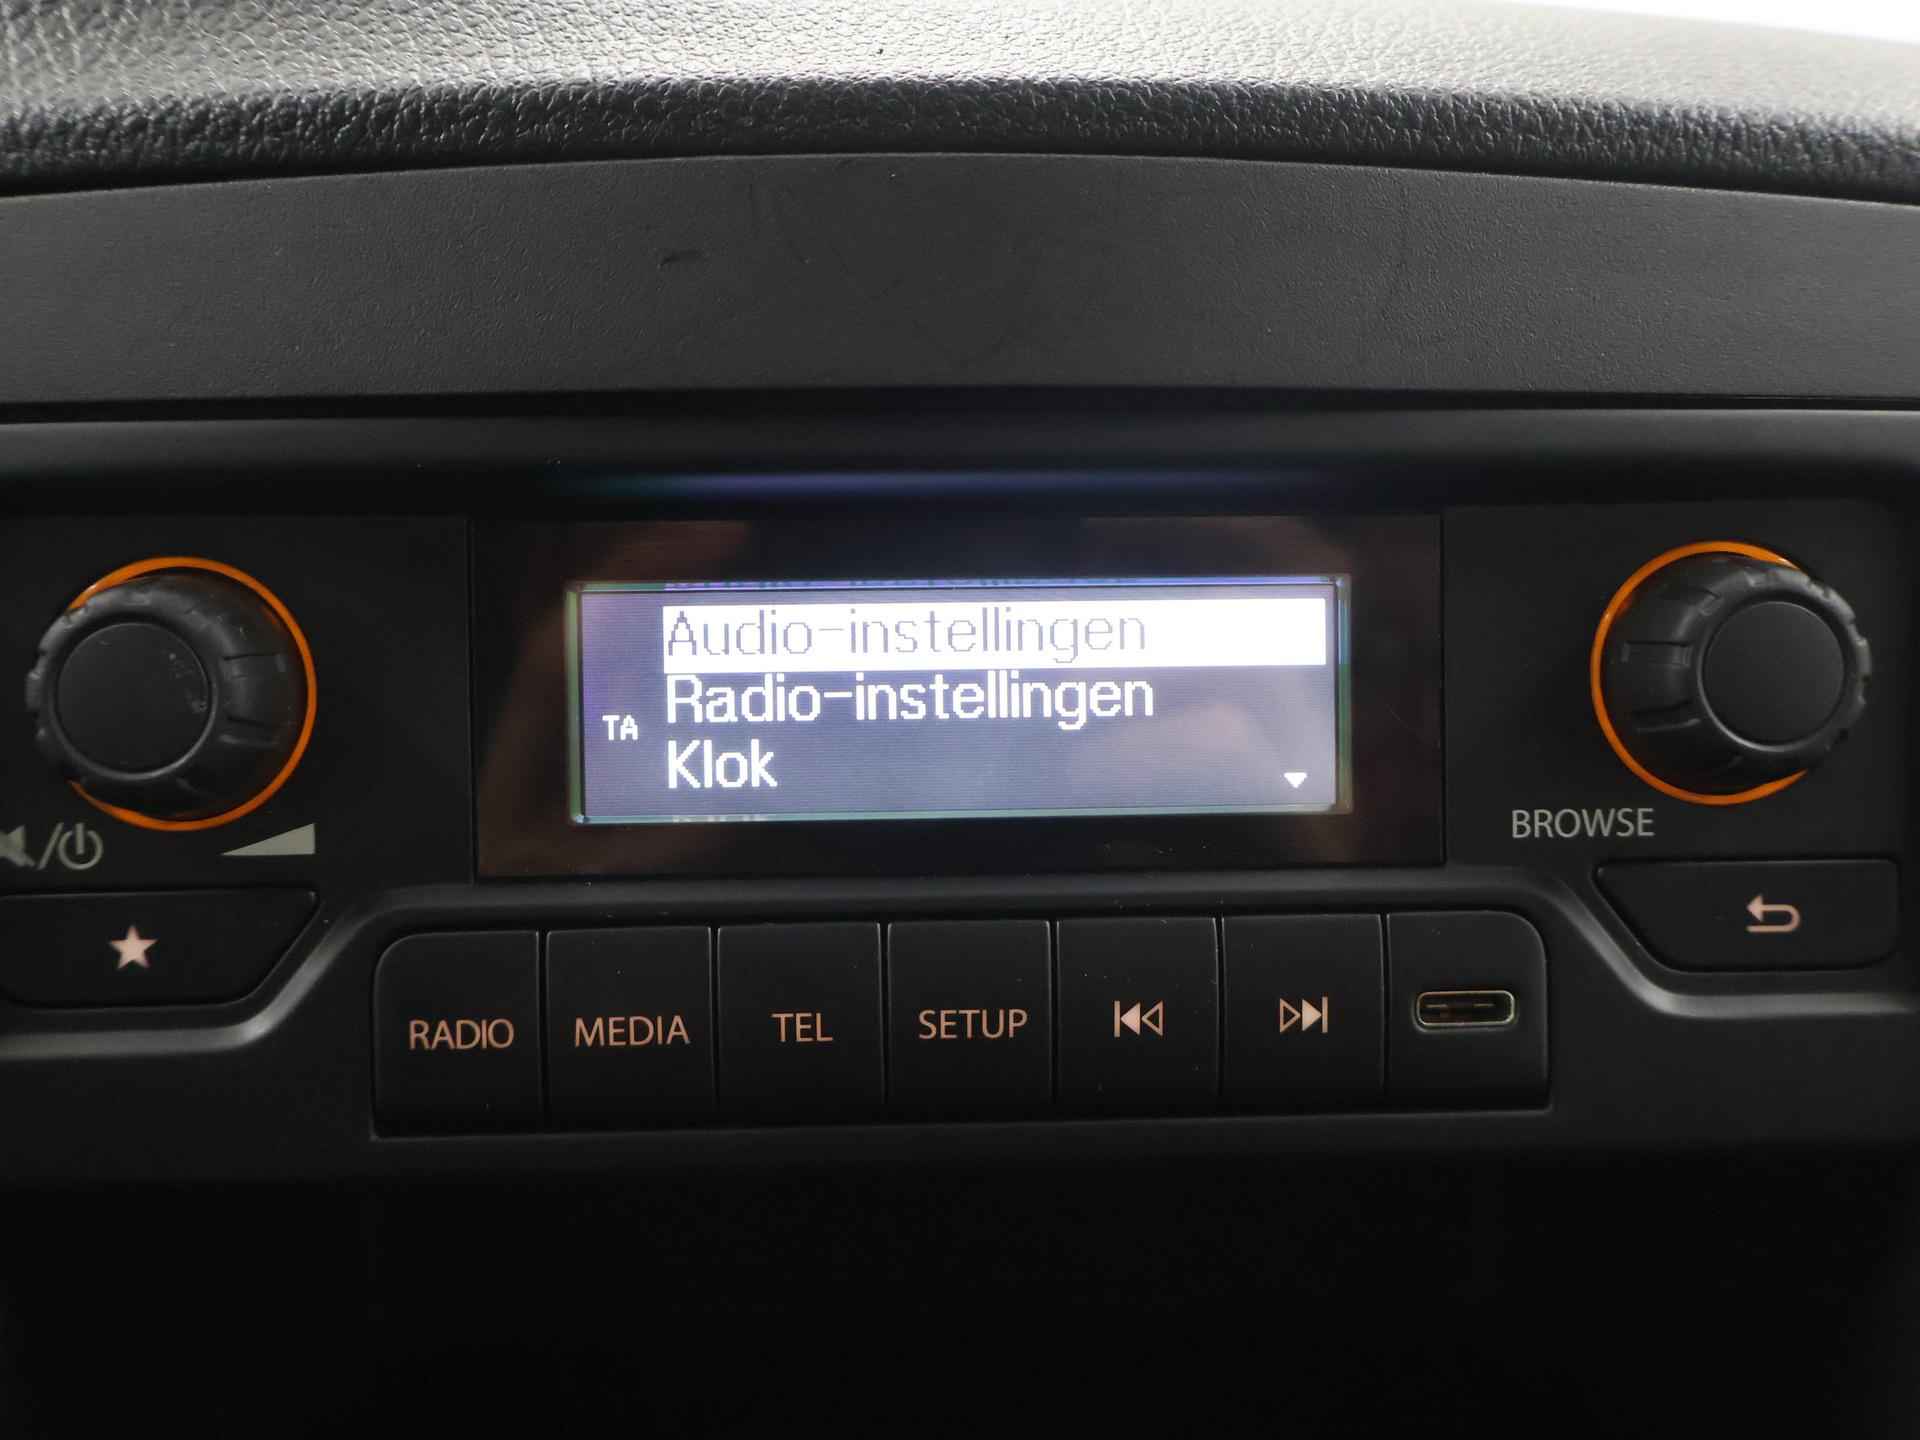 Audio-instellingen
Radio-instellingen
TA
Klok
BROWSE
RADIO
MEDIA
TEL
SETUP